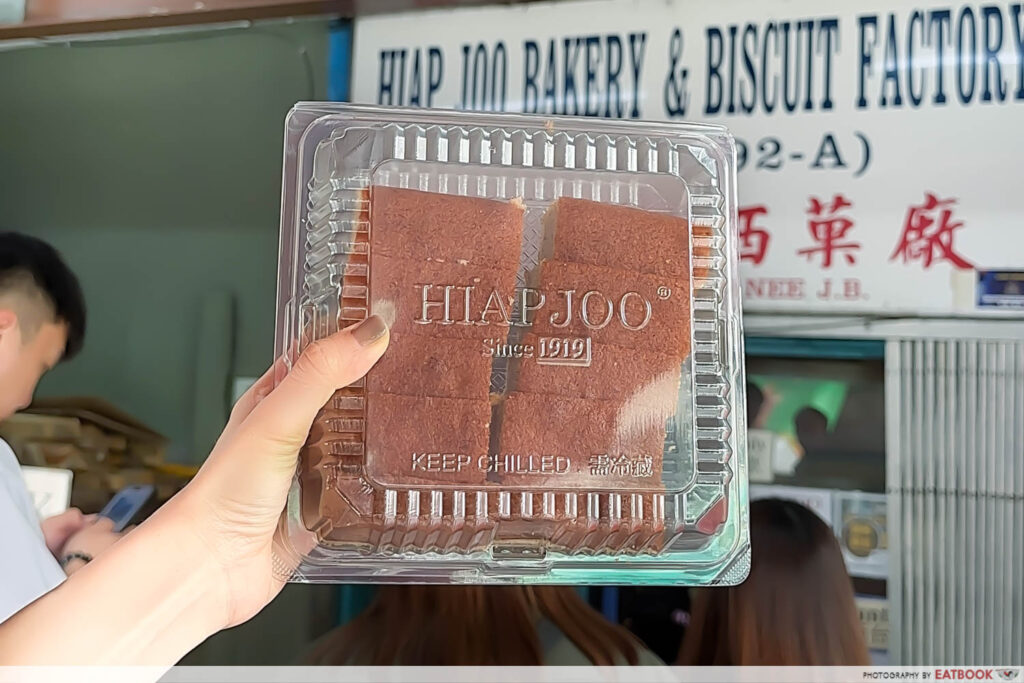 HIAP JOO BAKERY & BISCUIT FACTORY
92-A)
西菓廠
NEE J.B.
HIAPJOO®
Since 1919
KEEP CHILLED 需冷藏
PHOTOGRAPHY BY EATBOOK